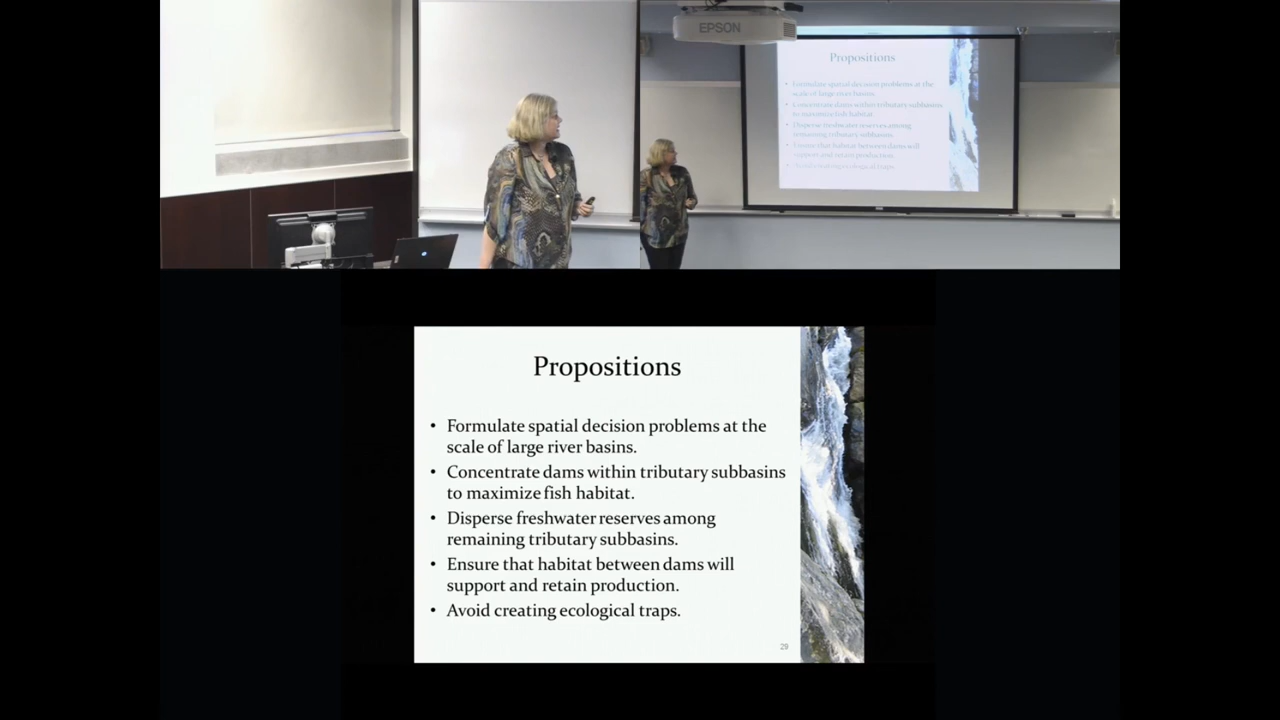 EPSON
Propositions
• Formulate spatial decision problems at the
scale of large river basins.
• Concentrate dams within tributary subbasins
to maximize fish habitat
• Disperse freshwater reserves among
remaining tributary subbasins.
• Ensure that habitat between dams will
support and retain production.
• Avoid creating ecological traps.
Propositions
• Formulate spatial decision problems at the
scale of large river basins.
• Concentrate dams within tributary subbasins
to maximize fish habitat.
• Disperse freshwater reserves among
remaining tributary subbasins.
• Ensure that habitat between dams will
support and retain production.
• Avoid creating ecological traps.
29